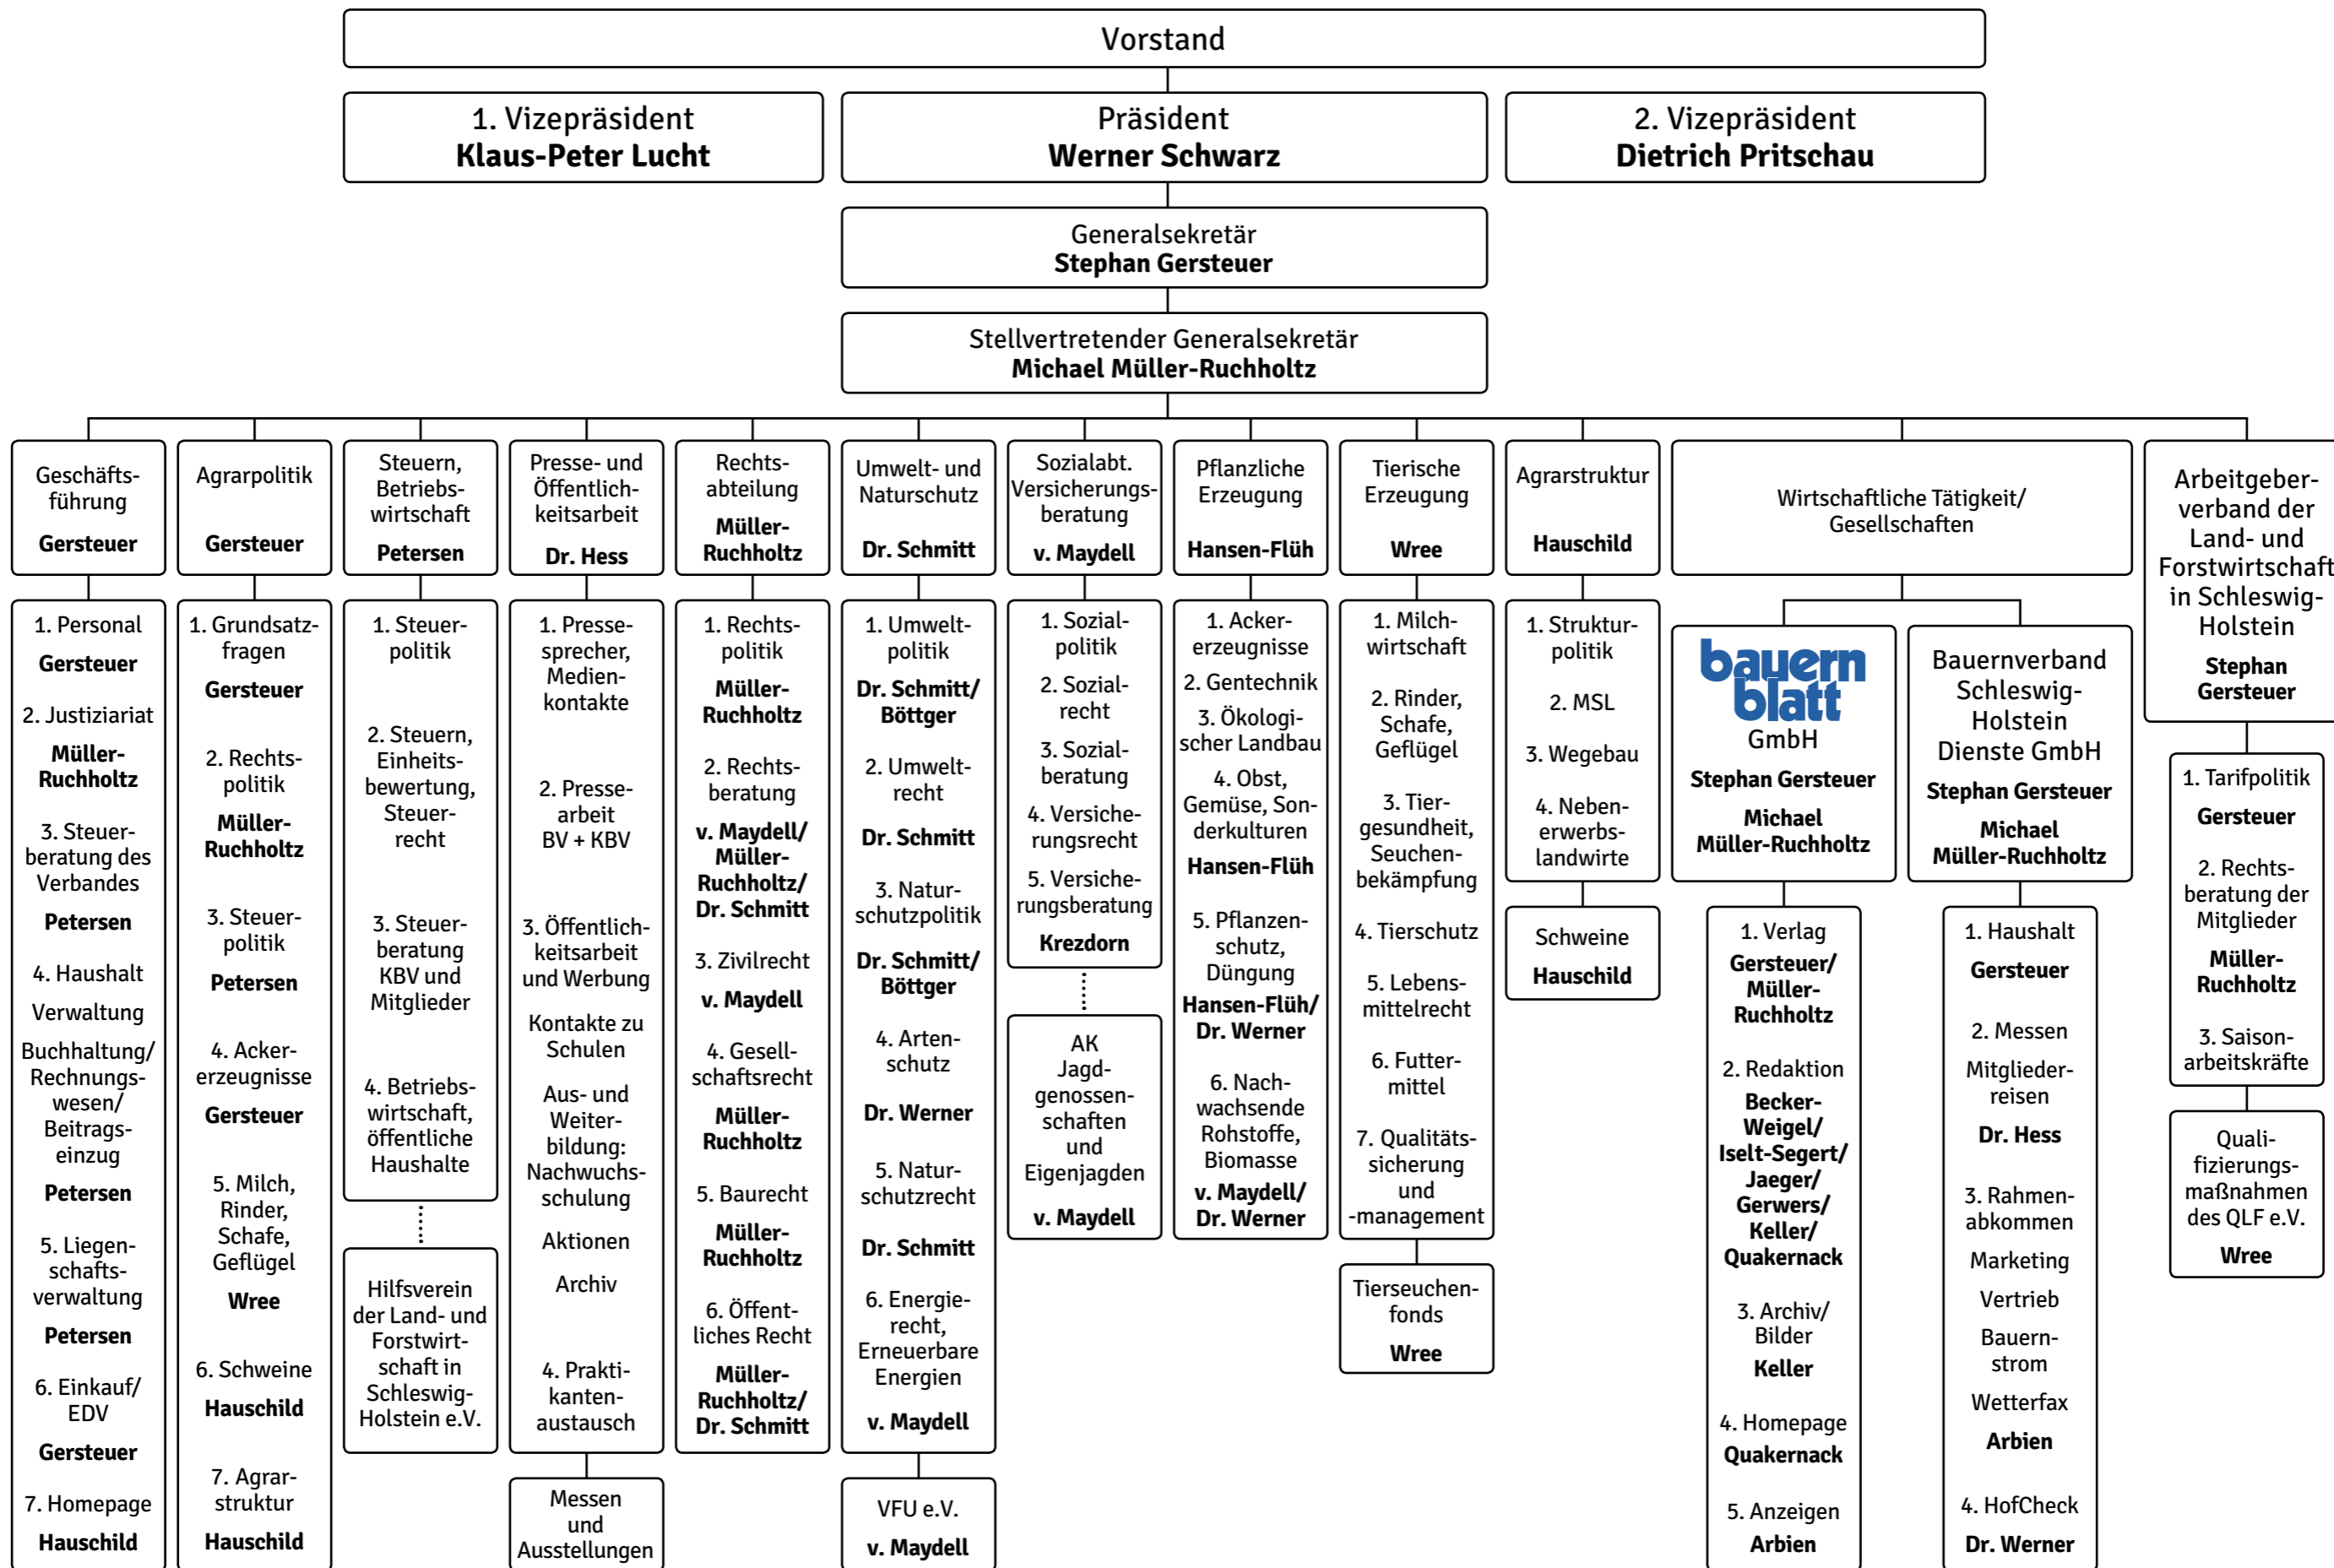 Vorstand
1. Vizepräsident
Klaus-Peter Lucht
Präsident
Werner Schwarz
2. Vizepräsident
Dietrich Pritschau
Generalsekretär
Stephan Gersteuer
Stellvertretender Generalsekretär
Michael Müller-Ruchholtz
Geschäfts-
führung
Gersteuer
1. Personal
Gersteuer
2. Justiziariat
Müller-
Ruchholtz
3. Steuer-
beratung des
Verbandes
Petersen
4. Haushalt
Verwaltung
Buchhaltung/
Rechnungs-
wesen/
Beitrags-
einzug
Petersen
5. Liegen-
schafts-
verwaltung
Petersen
6. Einkauf/
EDV
Gersteuer
7. Homepage
Hauschild
Agrarpolitik
Gersteuer
1. Grundsatz-
fragen
Gersteuer
2. Rechts-
politik
Müller-
Ruchholtz
3. Steuer-
politik
Petersen
4. Acker-
erzeugnisse
Gersteuer
5. Milch,
Rinder,
Schafe,
Geflügel
Wree
6. Schweine
Hauschild
7. Agrar-
struktur
Hauschild
Steuern,
Betriebs-
wirtschaft
Petersen
1. Steuer-
politik
2. Steuern,
Einheits-
bewertung,
Steuer-
recht
3. Steuer-
beratung
KBV und
Mitglieder
4. Betriebs-
wirtschaft,
öffentliche
Haushalte
Hilfsverein
der Land- und
Forstwirt-
schaft in
Schleswig-
Holstein e.V.
Presse- und
Öffentlich-
keitsarbeit
Dr. Hess
1. Presse-
sprecher,
Medien-
kontakte
2. Presse-
arbeit
BV + KBV
3. Öffentlich-
keitsarbeit
und Werbung
Kontakte zu
Schulen
Aus- und
Weiter-
bildung:
Nachwuchs-
schulung
Aktionen
Archiv
4. Prakti-
kanten-
austausch
Messen
und
Ausstellungen
Rechts-
abteilung
Müller-
Ruchholtz
1. Rechts-
politik
Müller-
Ruchholtz
2. Rechts-
beratung
v. Maydell/
Müller-
Ruchholtz/
Dr. Schmitt
3. Zivilrecht
v. Maydell
4. Gesell-
schaftsrecht
Müller-
Ruchholtz
5. Baurecht
Müller-
Ruchholtz
6. Öffent-
liches Recht
Müller-
Ruchholtz/
Dr. Schmitt
Umwelt- und
Naturschutz
Dr. Schmitt
1. Umwelt-
politik
Dr. Schmitt/
Böttger
2. Umwelt-
recht
Dr. Schmitt
3. Natur-
schutzpolitik
Dr. Schmitt/
Böttger
4. Arten-
schutz
Dr. Werner
5. Natur-
schutzrecht
Dr. Schmitt
6. Energie-
recht,
Erneuerbare
Energien
v. Maydell
VFU e.V.
v. Maydell
Sozialabt.
Versicherungs-
beratung
v. Maydell
1. Sozial-
politik
2. Sozial-
recht
3. Sozial-
beratung
4. Versiche-
rungsrecht
5. Versiche-
rungsberatung
Krezdorn
AK
Jagd-
genossen-
schaften
und
Eigenjagden
v. Maydell
Pflanzliche
Erzeugung
Hansen-Flüh
1. Acker-
erzeugnisse
2. Gentechnik
3. Ökologi-
scher Landbau
4. Obst,
Gemüse, Son-
derkulturen
Hansen-Flüh
5. Pflanzen-
schutz,
Düngung
Hansen-Flüh/
Dr. Werner
6. Nach-
wachsende
Rohstoffe,
Biomasse
v. Maydell/
Dr. Werner
Tierische
Erzeugung
Wree
1. Milch-
wirtschaft
2. Rinder,
Schafe,
Geflügel
3. Tier-
gesundheit,
Seuchen-
bekämpfung
4. Tierschutz
5. Lebens-
mittelrecht
6. Futter-
mittel
7. Qualitäts-
sicherung
und
-management
Tierseuchen-
fonds
Wree
Agrarstruktur
Hauschild
1. Struktur-
politik
2. MSL
3. Wegebau
4. Neben-
erwerbs-
landwirte
Schweine
Hauschild
Wirtschaftliche Tätigkeit/
Gesellschaften
bauern
blatt
GmbH
Stephan Gersteuer
Michael
Müller-Ruchholtz
1. Verlag
Gersteuer/
Müller-
Ruchholtz
2. Redaktion
Becker-
Weigel/
Iselt-Segert/
Jaeger/
Gerwers/
Keller/
Quakernack
3. Archiv/
Bilder
Keller
4. Homepage
Quakernack
5. Anzeigen
Arbien
Bauernverband
Schleswig-
Holstein
Dienste GmbH
Stephan Gersteuer
Michael
Müller-Ruchholtz
1. Haushalt
Gersteuer
2. Messen
Mitglieder-
reisen
Dr. Hess
3. Rahmen-
abkommen
Marketing
Vertrieb
Bauern-
strom
Wetterfax
Arbien
4. HofCheck
Dr. Werner
Arbeitgeber-
verband der
Land- und
Forstwirtschaft
in Schleswig-
Holstein
Stephan
Gersteuer
1. Tarifpolitik
Gersteuer
2. Rechts-
beratung der
Mitglieder
Müller-
Ruchholtz
3. Saison-
arbeitskräfte
Quali-
fizierungs-
maßnahmen
des QLF e.V.
Wree